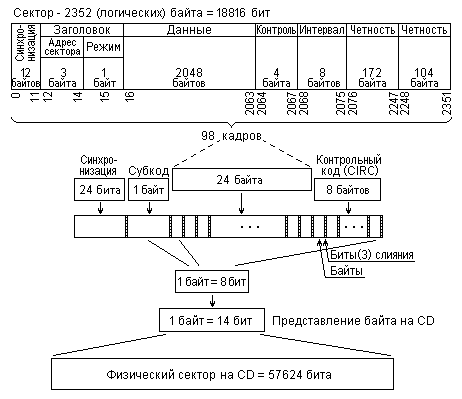 Сектор - 2352 (логических) байта = 18816 бит
Синхро-
низация
Заголовок
Данные
Контроль
Интервал
Четность
Четность
Адрес
сектора
Режим
12
байтов
3
байта
1
байт
2048
байтов
4
байта
8
байтов
172
байта
104
байта
0
11
12
14
15
16
2063
2064
2067
2068
2075
2076
2247
2248
2351
98 кадров
Синхро-
низация
Субкод
24 байта
Контрольный
код (CIRC)
24 бита
1 байт
8 байтов
Биты(3) слияния
Байты
1 байт = 8бит
1 байт = 14 бит
Представление байта на CD
Физический сектор на CD = 57624 бита